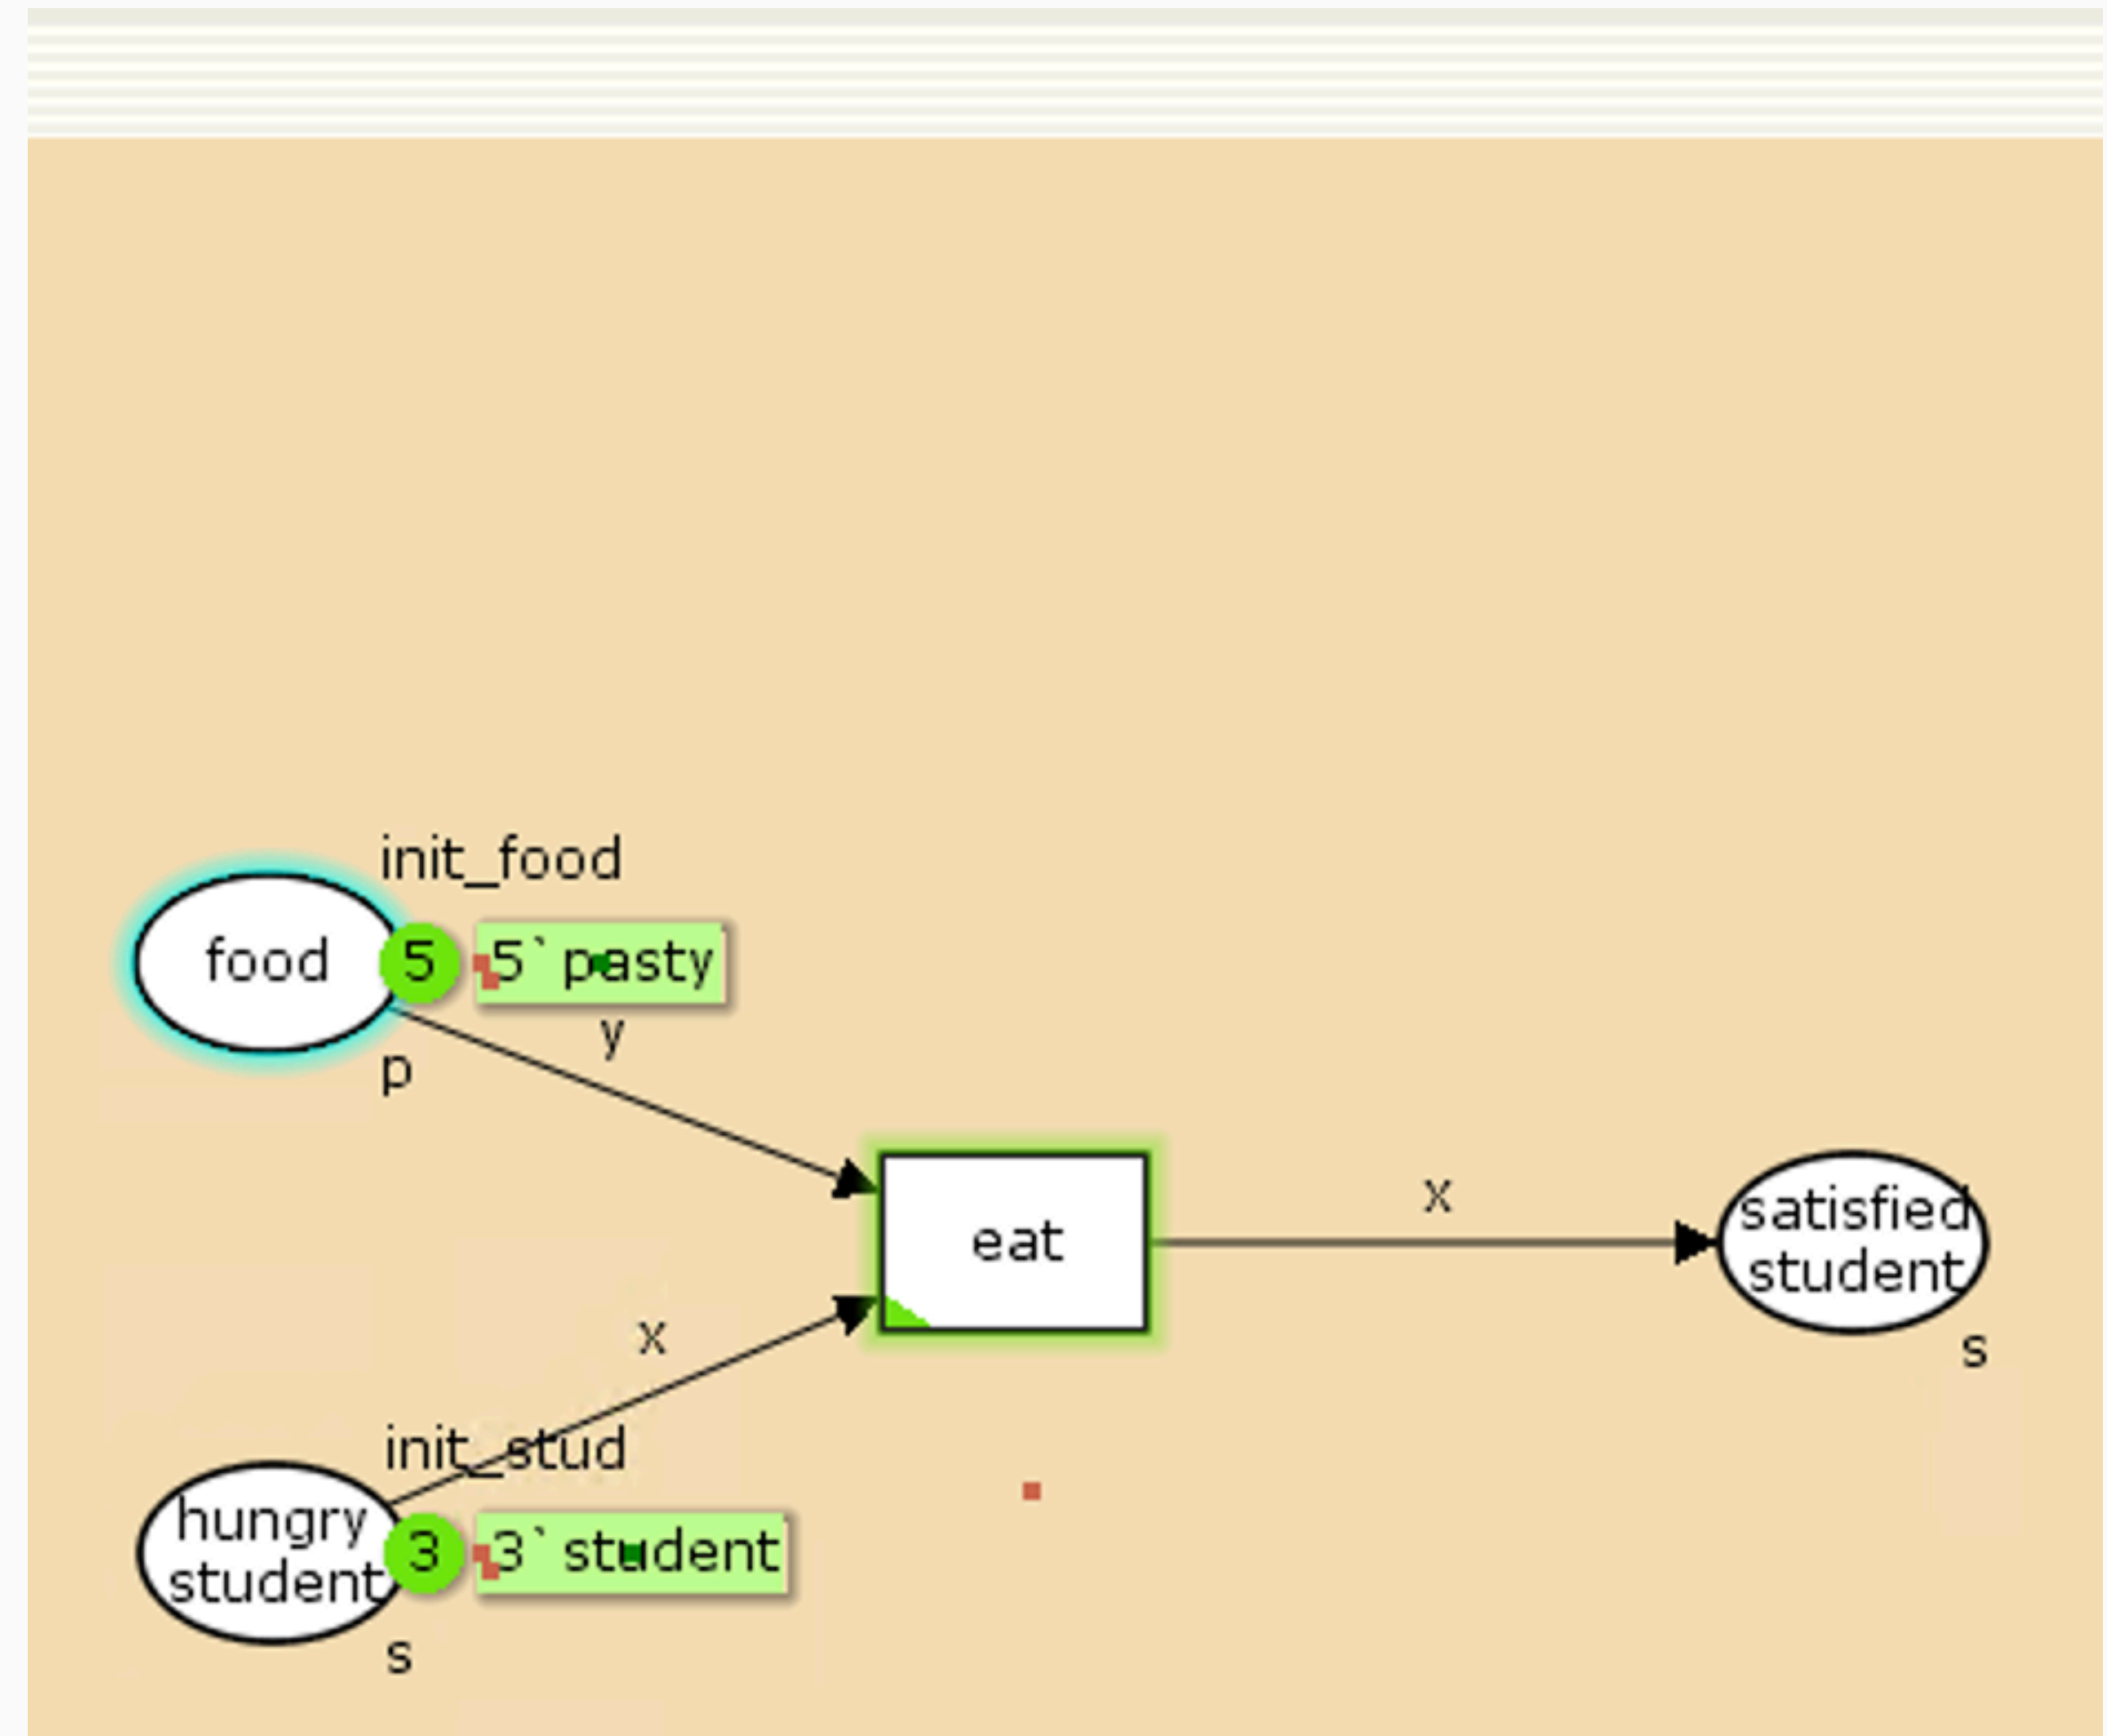 init_food
food
5
5`pasty
y
p
eat
x
satisfied
student
s
x
init_stud
hungry
student
3
3`student
s